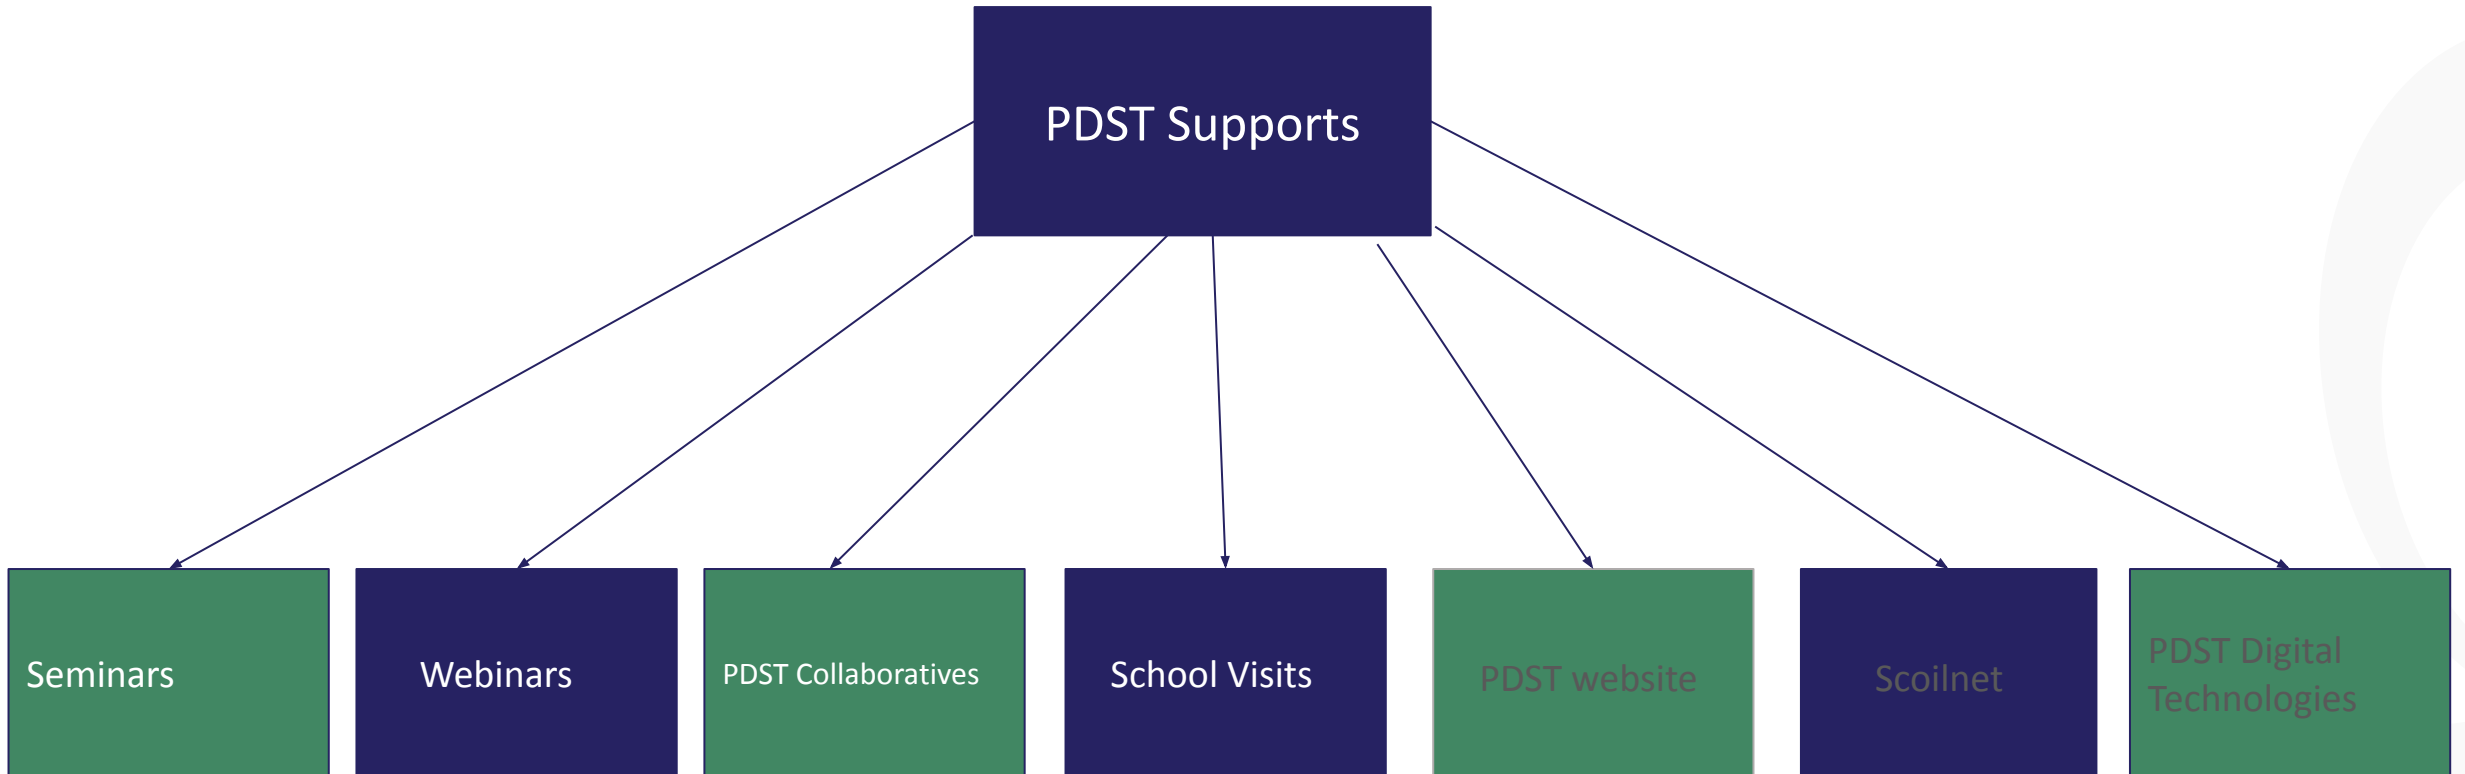 PDST Supports
Seminars
Webinars
PDST Collaboratives
School Visits
PDST website
Scoilnet
PDST Digital
Technologies